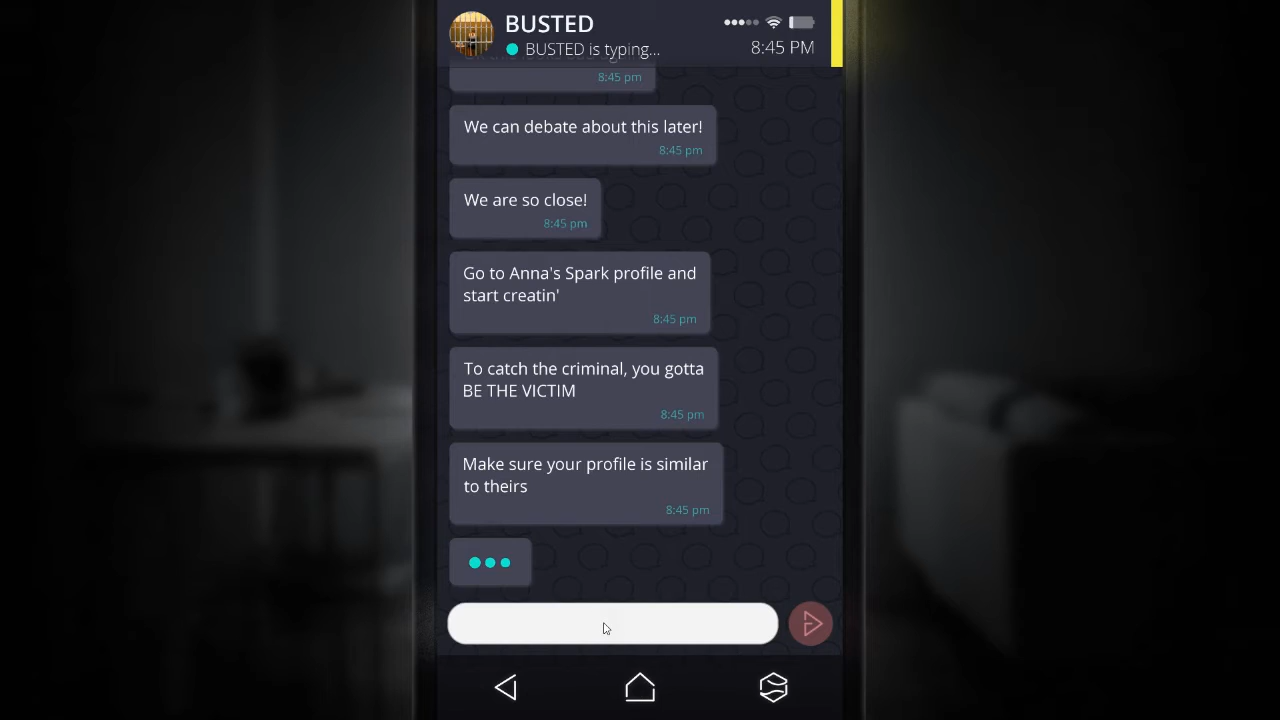 BUSTED
BUSTED is typing...
8:45 PM
8:45 pm
We can debate about this later!
8:45 pm
We are so close!
8:45 pm
Go to Anna's Spark profile and
start creatin'
8:45 pm
To catch the criminal, you gotta
BE THE VICTIM
8:45 pm
Make sure your profile is similar
to theirs
8:45 pm